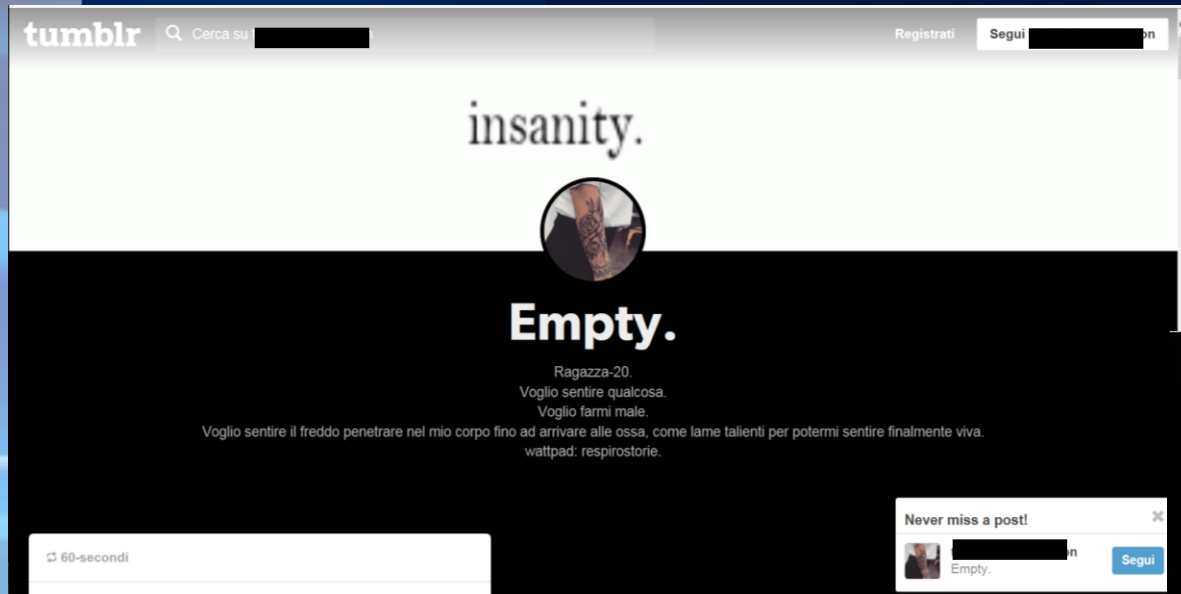 tumblr
Cerca su
Registrati
Segui
insanity.
Empty.
Ragazza-20.
Voglio sentire qualcosa.
Voglio farmi male.
Voglio sentire il freddo penetrare nel mio corpo fino ad arrivare alle ossa, come lame talienti per potermi sentire finalmente viva.
wattpad: respirostorie.
60-secondi
Never miss a post!
Empty.
Segui